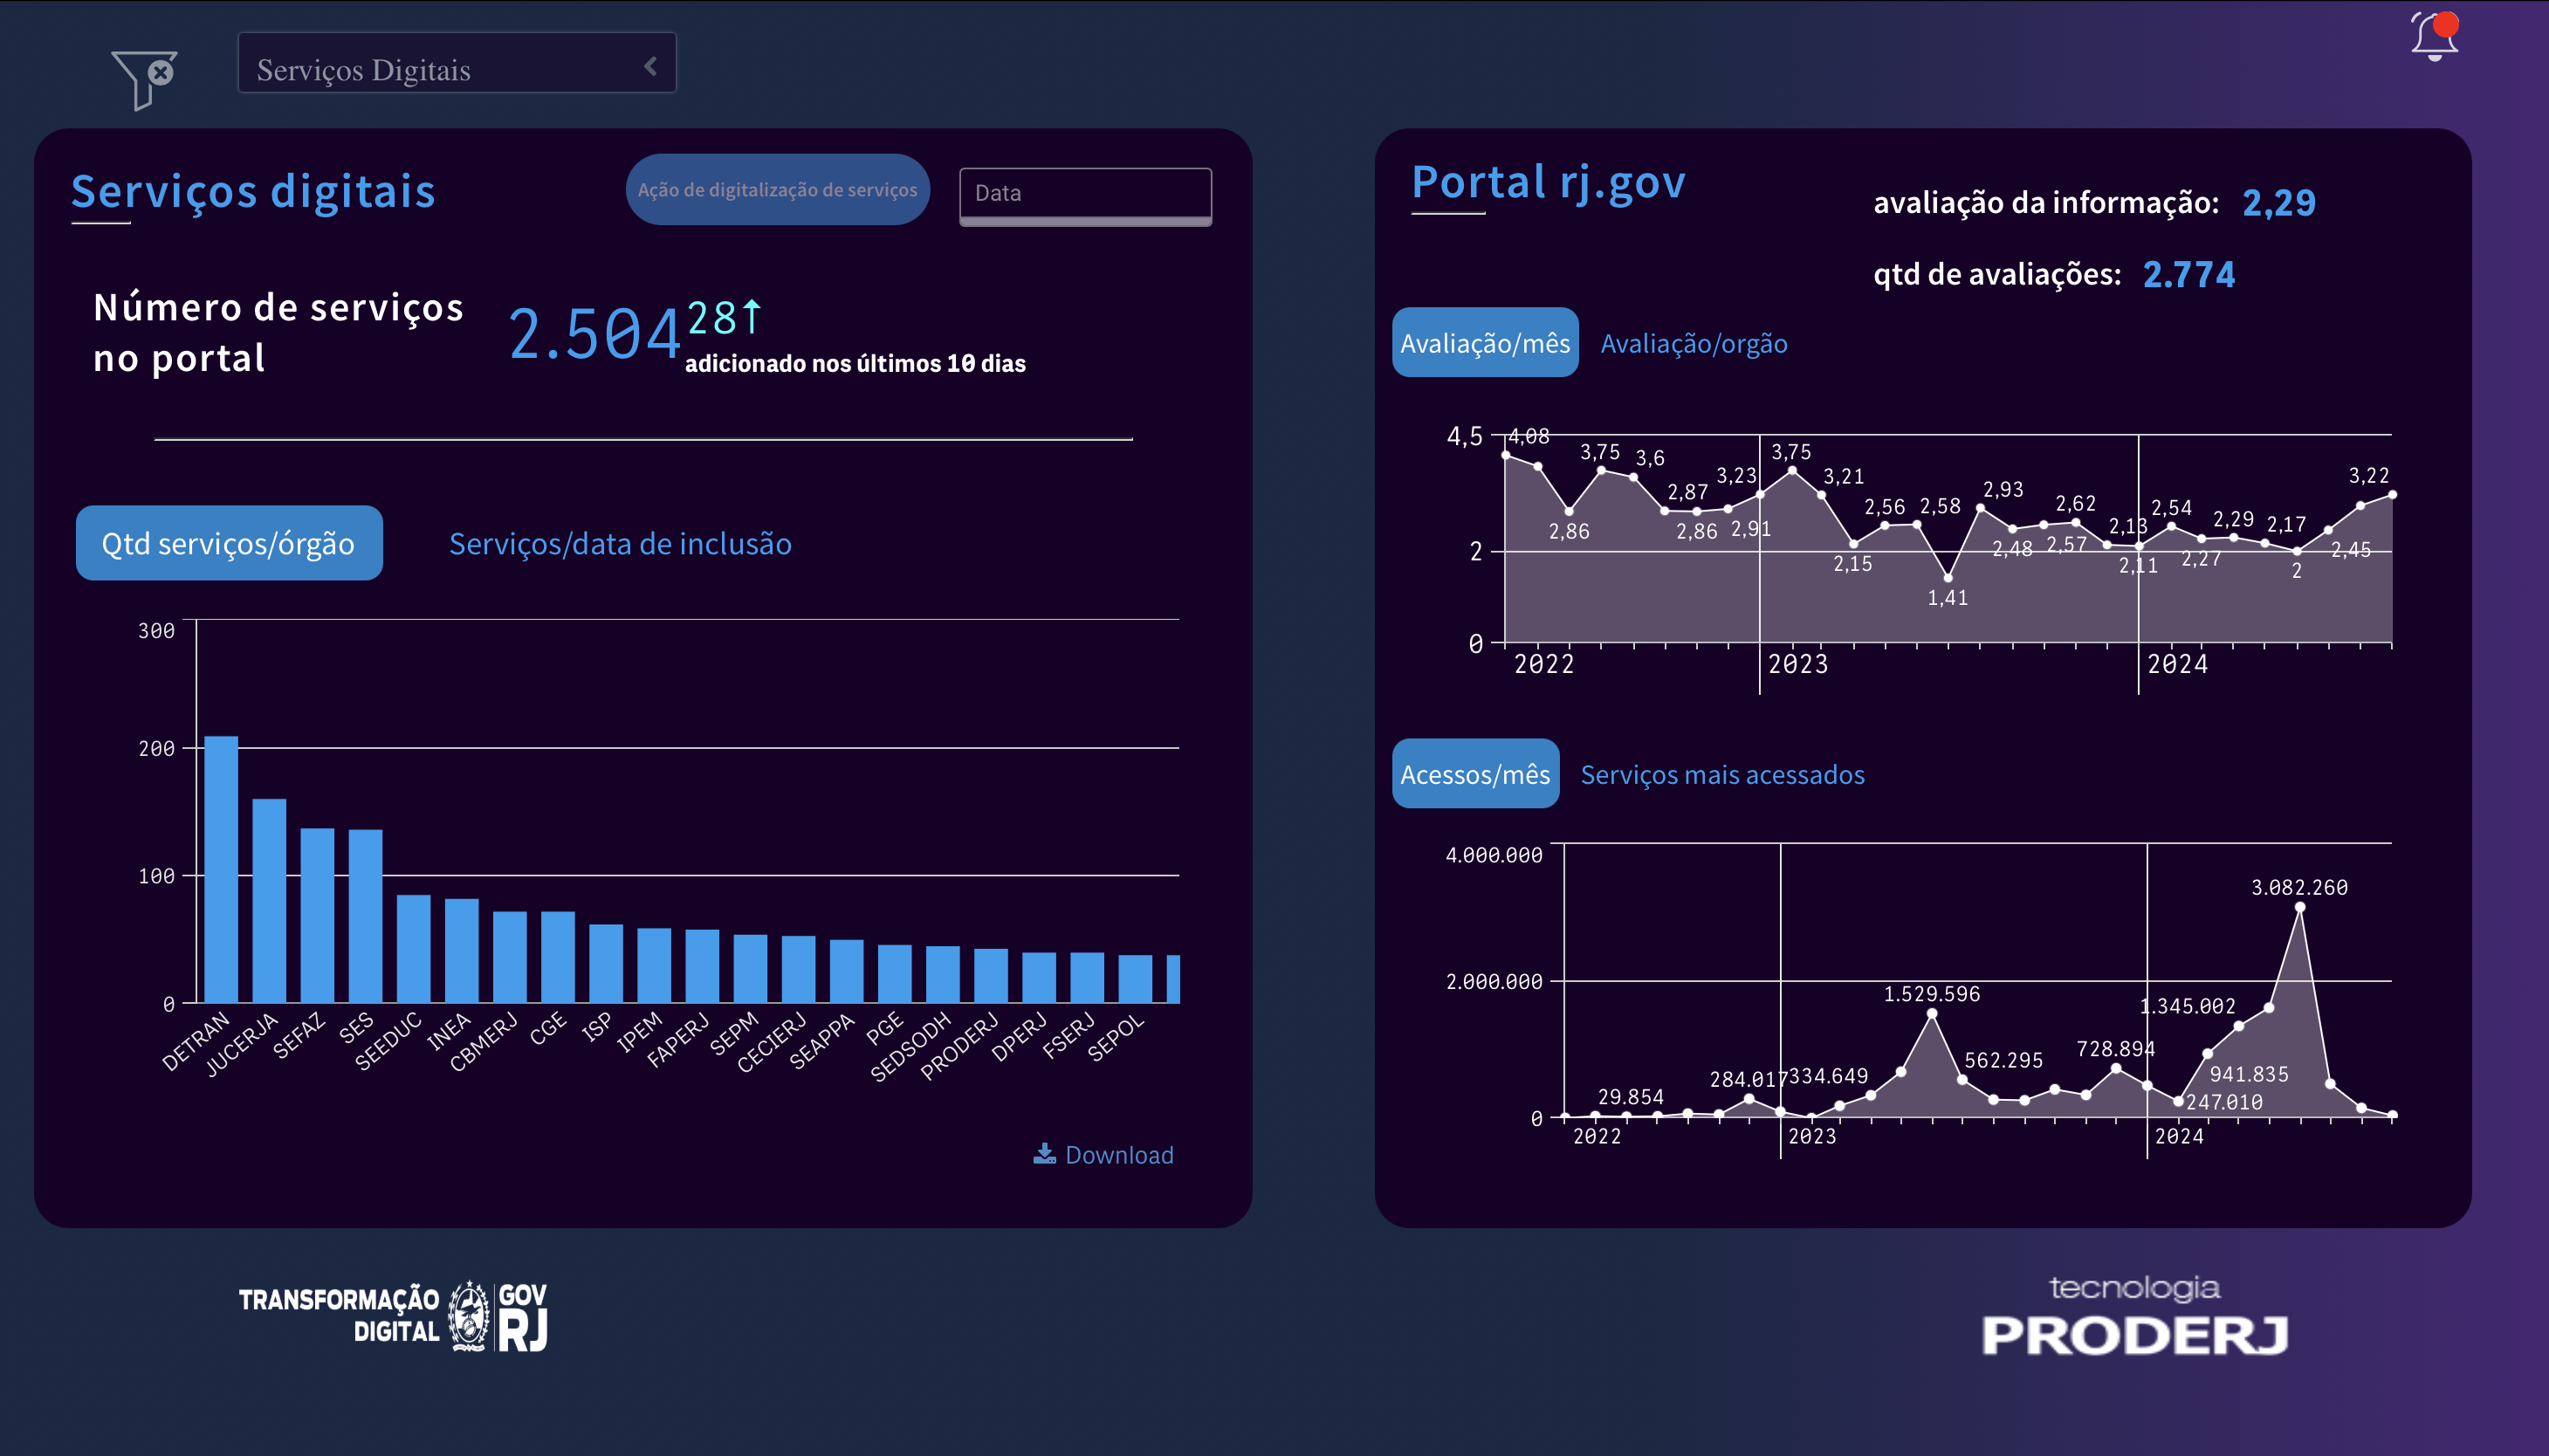 Serviços Digitais
Serviços digitais
Ação de digitalização de serviços
Data
Número de serviços
no portal
2.504
28↑
adicionado nos últimos 10 dias
Qtd serviços/órgão
Serviços/data de inclusão
300
200
100
0
DETRAN
JUCERJA
SEFAZ
SES
SEEDUC
INEA
CBMERJ
CGE
ISP
IPEM
FAPERJ
SEPM
CECIERJ
SEAPPA
PGE
SEDSODH
PRODERJ
DPERJ
FSERJ
SEPOL
Download
Portal rj.gov
avaliação da informação: 2,29
qtd de avaliações: 2.774
Avaliação/mês
Avaliação/orgão
4,5
2
0
4,08
2,86
3,75
3,6
2,87
2,86
3,23
2,91
3,75
3,21
2,15
2,56
2,58
1,41
2,93
2,48
2,57
2,62
2,13
2,11
2,54
2,27
2,29
2,17
2
2,45
3,22
2022
2023
2024
Acessos/mês
Serviços mais acessados
4.000.000
2.000.000
0
29.854
284.017
334.649
1.529.596
562.295
728.894
247.010
941.835
1.345.002
3.082.260
2022
2023
2024
TRANSFORMAÇÃO
DIGITAL
GOV
RJ
tecnologia
PRODERJ